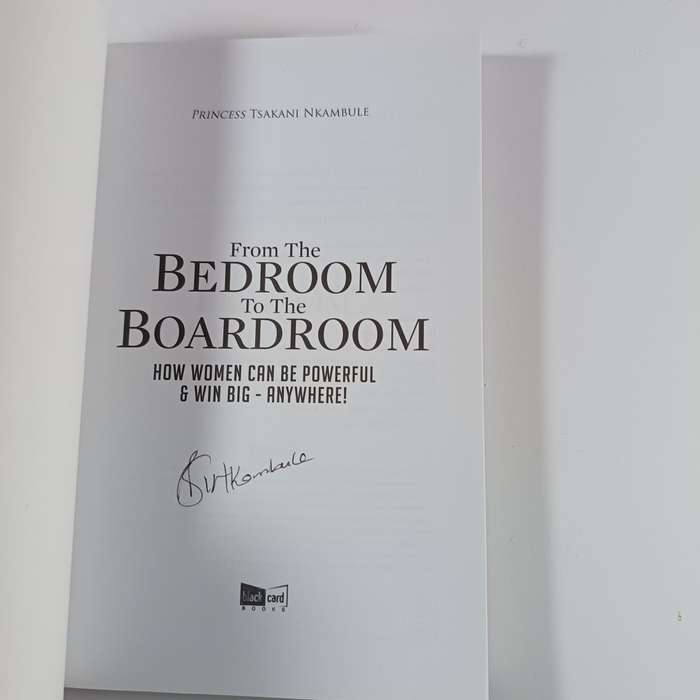 PRINCESS TSAKANI NKAMBULE
From The
BEDROOM
To The
BOARDROOM
HOW WOMEN CAN BE POWERFUL
& WIN BIG - ANYWHERE!
black card
BOOKS